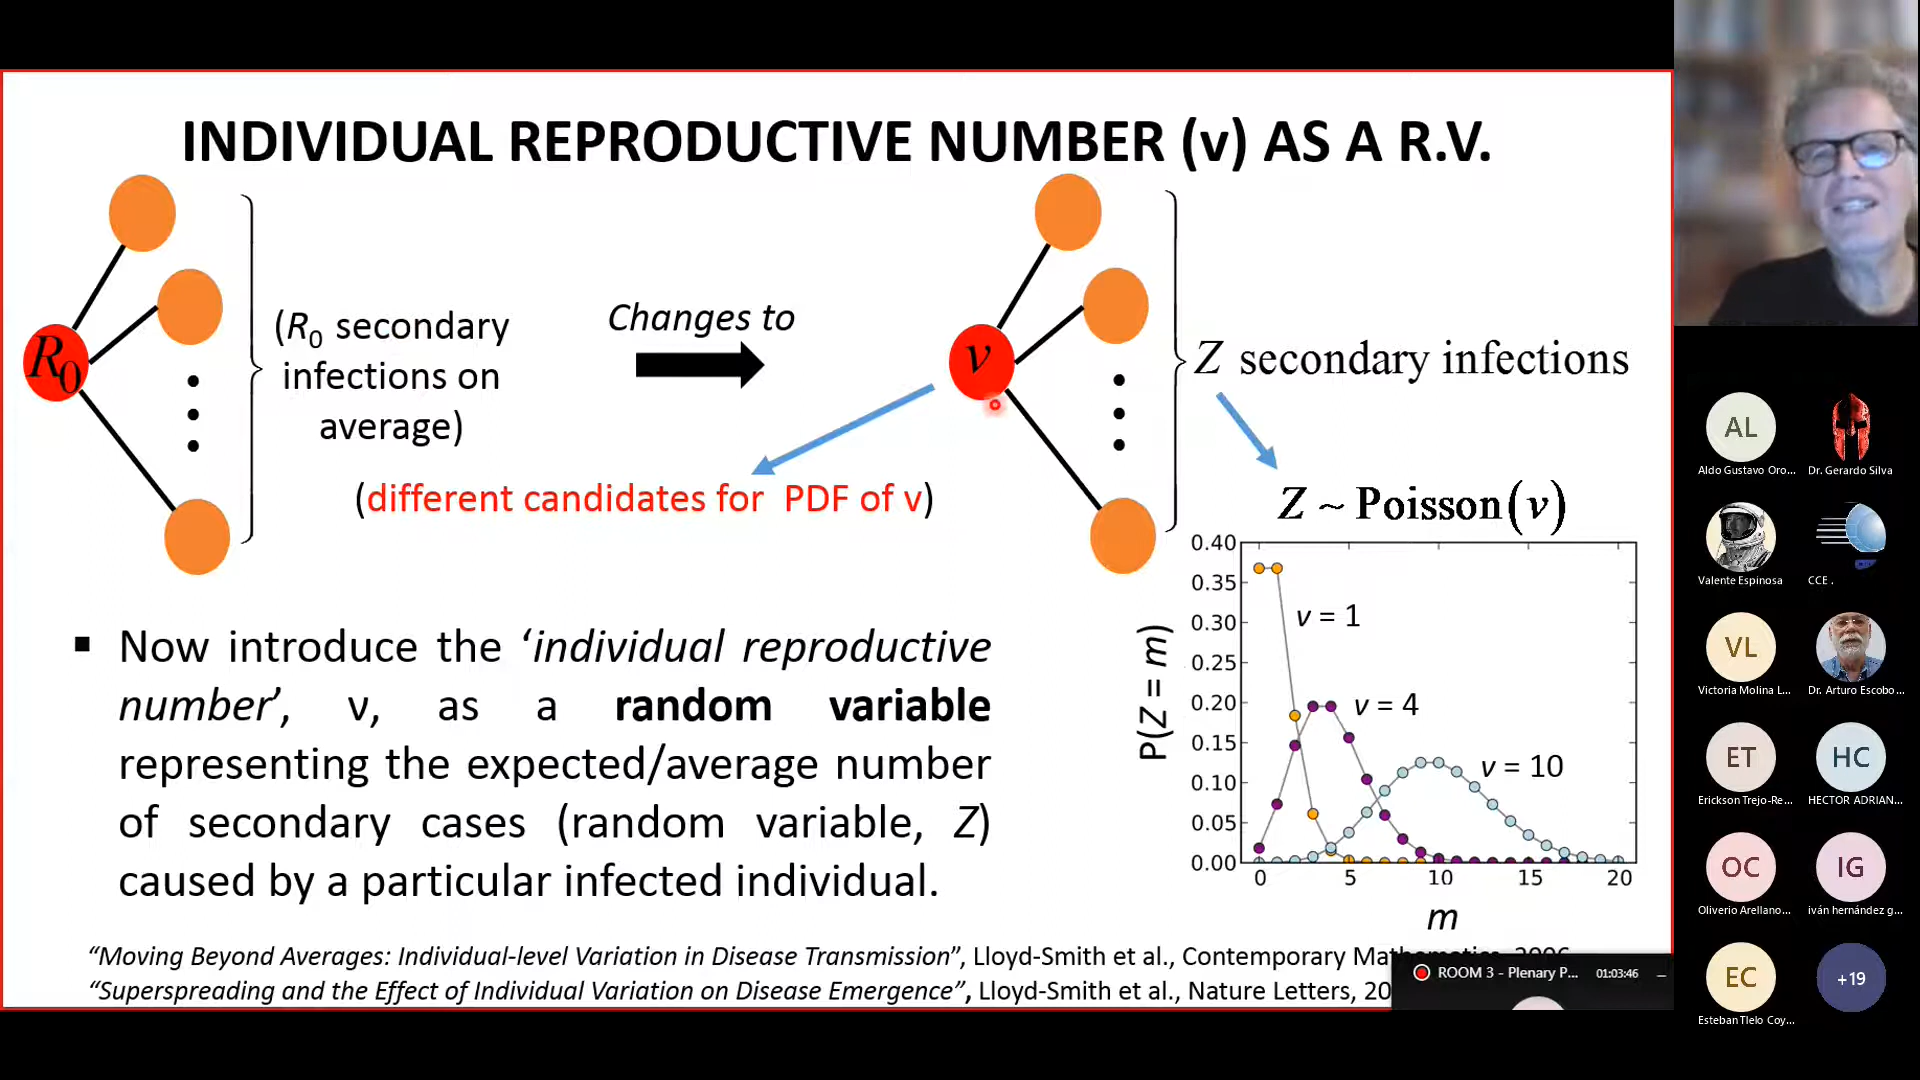 INDIVIDUAL REPRODUCTIVE NUMBER (v) AS A R.V.
R0
(R0 secondary
infections on
average)
Changes to
v
Z secondary infections
(different candidates for PDF of v)
Z ~ Poisson(v)
▪ Now introduce the ‘individual reproductive
number’, ν, as a random variable
representing the expected/average number
of secondary cases (random variable, Z)
caused by a particular infected individual.
P(Z = m)
0.40
0.35
0.30
0.25
0.20
0.15
0.10
0.05
0.00
v = 1
v = 4
v = 10
0 5 10 15 20
m
“Moving Beyond Averages: Individual-level Variation in Disease Transmission”, Lloyd-Smith et al., Contemporary
“Superspreading and the Effect of Individual Variation on Disease Emergence”, Lloyd-Smith et al., Nature Letters, 20
ROOM 3 - Plenary P... 01:03:46
AL
Aldo Gustavo Oro...
Dr. Gerardo Silva
Valente Espinosa
CCE .
VL
Victoria Molina L...
Dr. Arturo Escobo...
ET
Erickson Trejo-Re...
HC
HECTOR ADRIAN...
OC
Oliverio Arellano...
IG
iván hernández g...
EC
Esteban Tlelo Coy...
+19